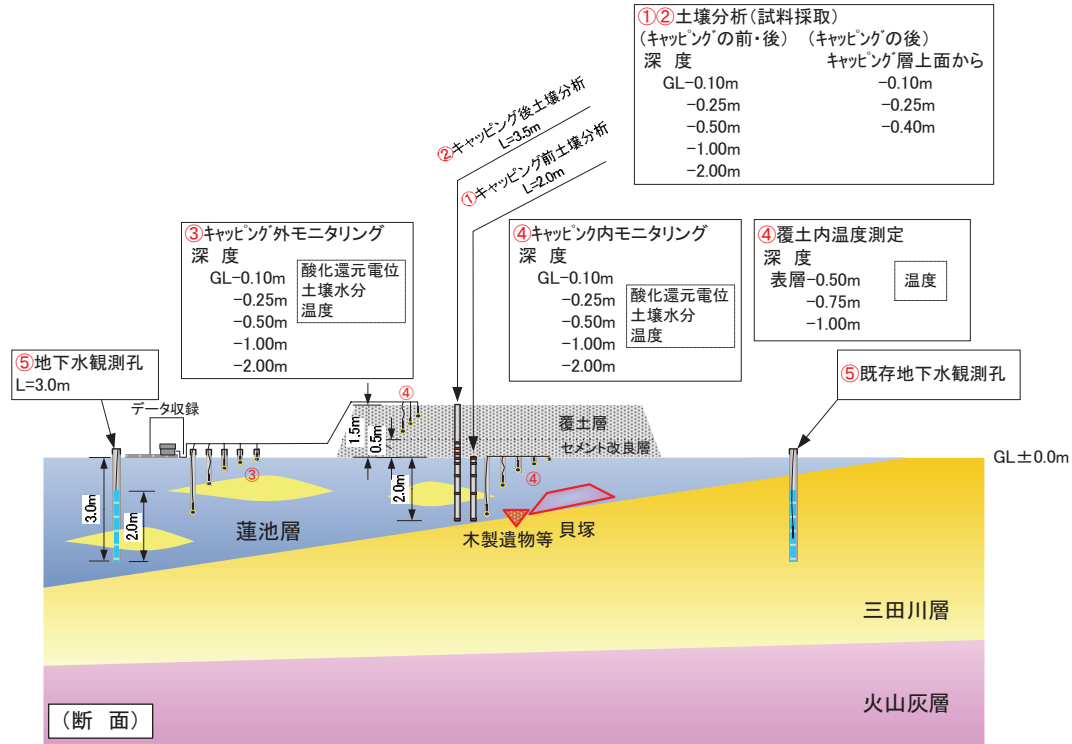 ①②土壌分析(試料採取)
(キャッピングの前・後) (キャッピングの後)
深 度 キャッピング層上面から
GL-0.10m -0.10m
-0.25m -0.25m
-0.50m -0.40m
-1.00m
-2.00m
②キャッピング後土壌分析
L=3.5m
①キャッピング前土壌分析
L=2.0m
③キャッピング外モニタリング
深 度
GL-0.10m
-0.25m
-0.50m
-1.00m
-2.00m
酸化還元電位
土壌水分
温度
④キャッピング内モニタリング
深 度
GL-0.10m
-0.25m
-0.50m
-1.00m
-2.00m
酸化還元電位
土壌水分
温度
④覆土内温度測定
深 度
表層-0.50m
-0.75m
-1.00m
温度
⑤地下水観測孔
L=3.0m
データ収録
⑤既存地下水観測孔
④
1.5m
0.5m
覆土層
セメント改良層
GL±0.0m
③
④
3.0m
2.0m
2.0m
蓮池層
木製遺物等
貝塚
三田川層
火山灰層
(断 面)